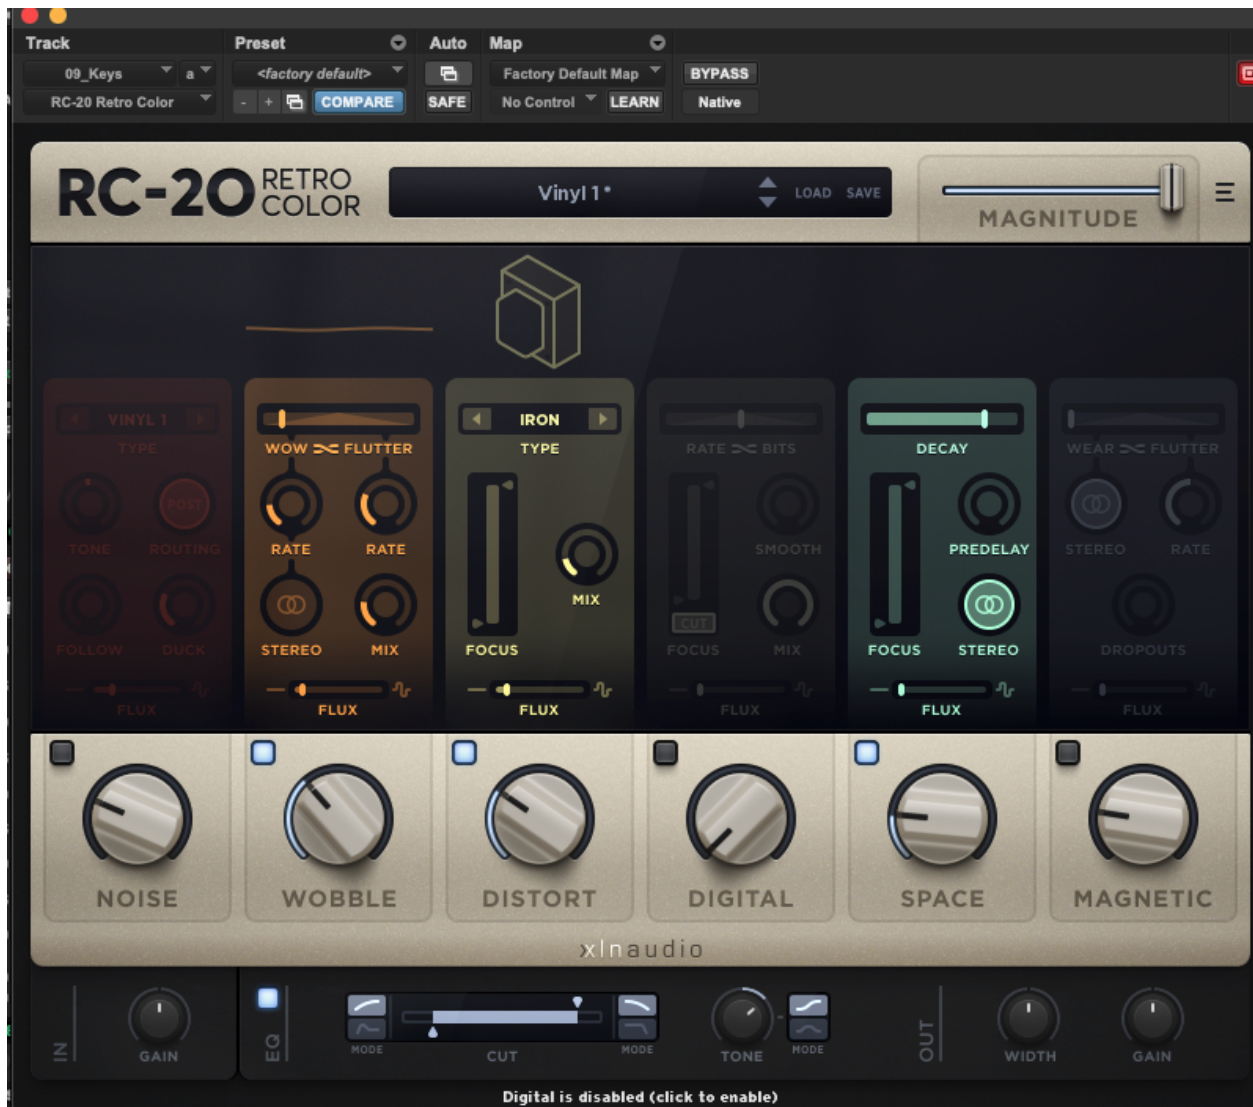 Track Preset Auto Map
09_Keys a <factory default> Factory Default Map BYPASS
RC-20 Retro Color - + COMPARE SAFE No Control LEARN Native
RC-20 RETRO COLOR
Vinyl 1* LOAD SAVE
MAGNITUDE
VINYL 1 IRON
TYPE WOW FLUTTER TYPE RATE BITS DECAY WEAR FLUTTER
POST
TONE ROUTING RATE RATE SMOOTH PREDELAY STEREO RATE
MIX
CUT
FOLLOW DUCK STEREO MIX FOCUS FOCUS MIX FOCUS STEREO DROPOUTS
FLUX FLUX FLUX FLUX FLUX FLUX
NOISE WOBBLE DISTORT DIGITAL SPACE MAGNETIC
xlnaudio
IN GAIN EQ MODE CUT MODE TONE MODE OUT WIDTH GAIN
Digital is disabled (click to enable)